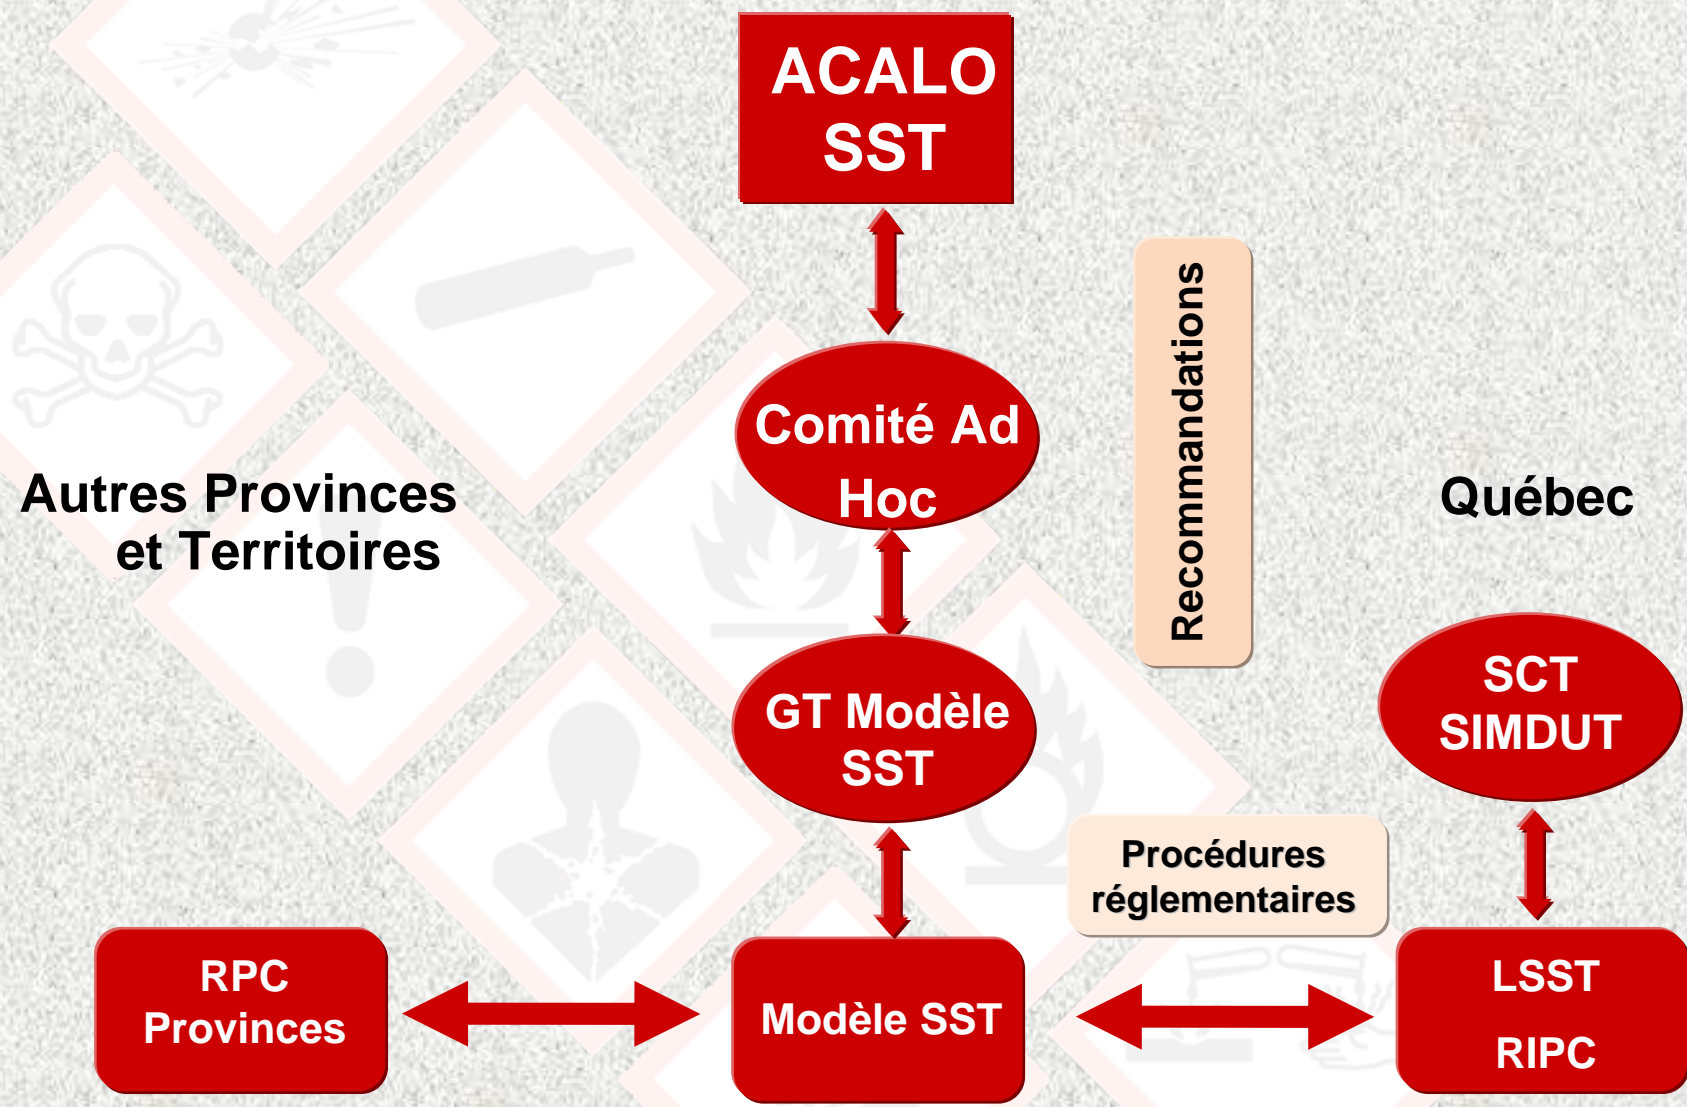 ACALO
SST
Recommandations
Comité Ad
Hoc
Autres Provinces
et Territoires
Québec
GT Modèle
SST
SCT
SIMDUT
Procédures
réglementaires
RPC
Provinces
Modèle SST
LSST
RIPC